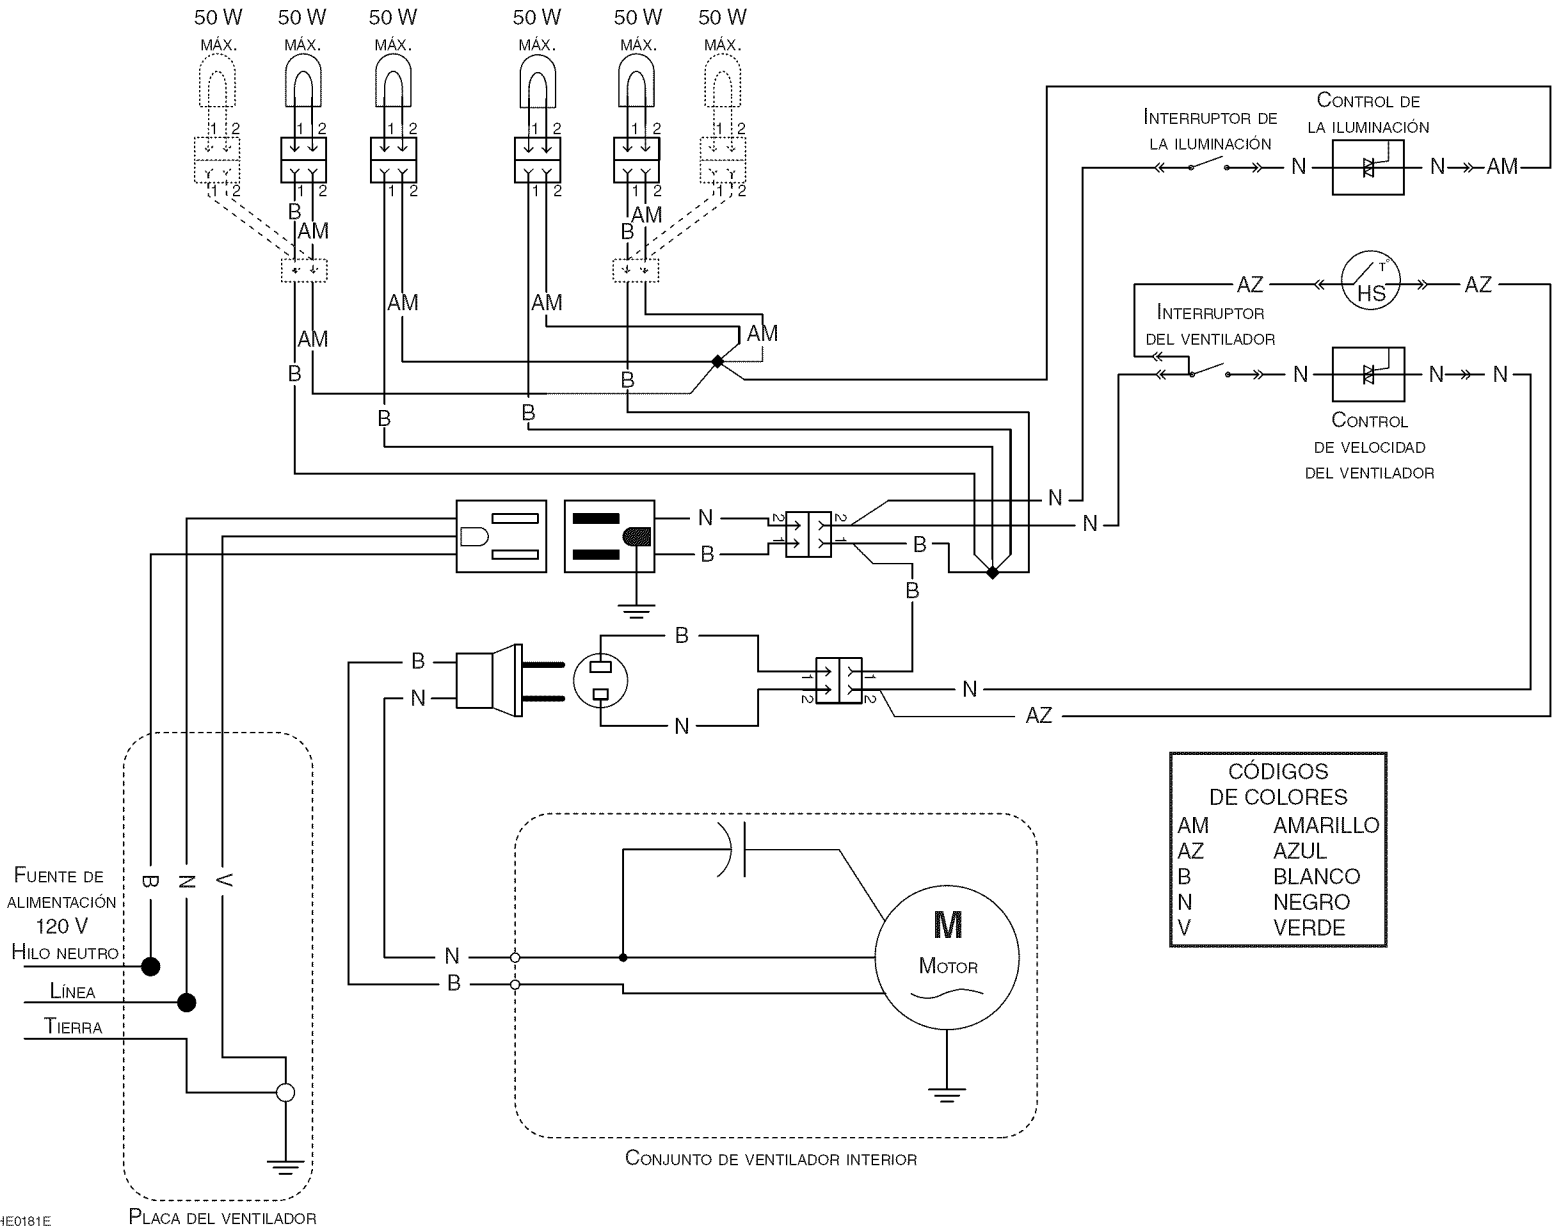 50 W 50 W 50 W 50 W 50 W 50 W
MÁX. MÁX. MÁX. MÁX. MÁX. MÁX.
1 2 1 2 1 2 1 2 1 2 1 2
1 2 1 2 1 2 1 2 1 2 1 2
B AM B AM
AM AM AM
AM B B
B B
INTERRUPTOR DE
LA ILUMINACIÓN
CONTROL DE
LA ILUMINACIÓN
N N AM
AZ T° HS AZ
INTERRUPTOR
DEL VENTILADOR
N N N
CONTROL
DE VELOCIDAD
DEL VENTILADOR
N
N 2 2 N
B 1 1 B
B
B B 1 1
N 2 2 N
N AZ
B N V
FUENTE DE
ALIMENTACIÓN
120 V
HILO NEUTRO
LÍNEA
TIERRA
N
B
M
MOTOR
CÓDIGOS
DE COLORES
AM AMARILLO
AZ AZUL
B BLANCO
N NEGRO
V VERDE
CONJUNTO DE VENTILADOR INTERIOR
PLACA DEL VENTILADOR
HE0181E